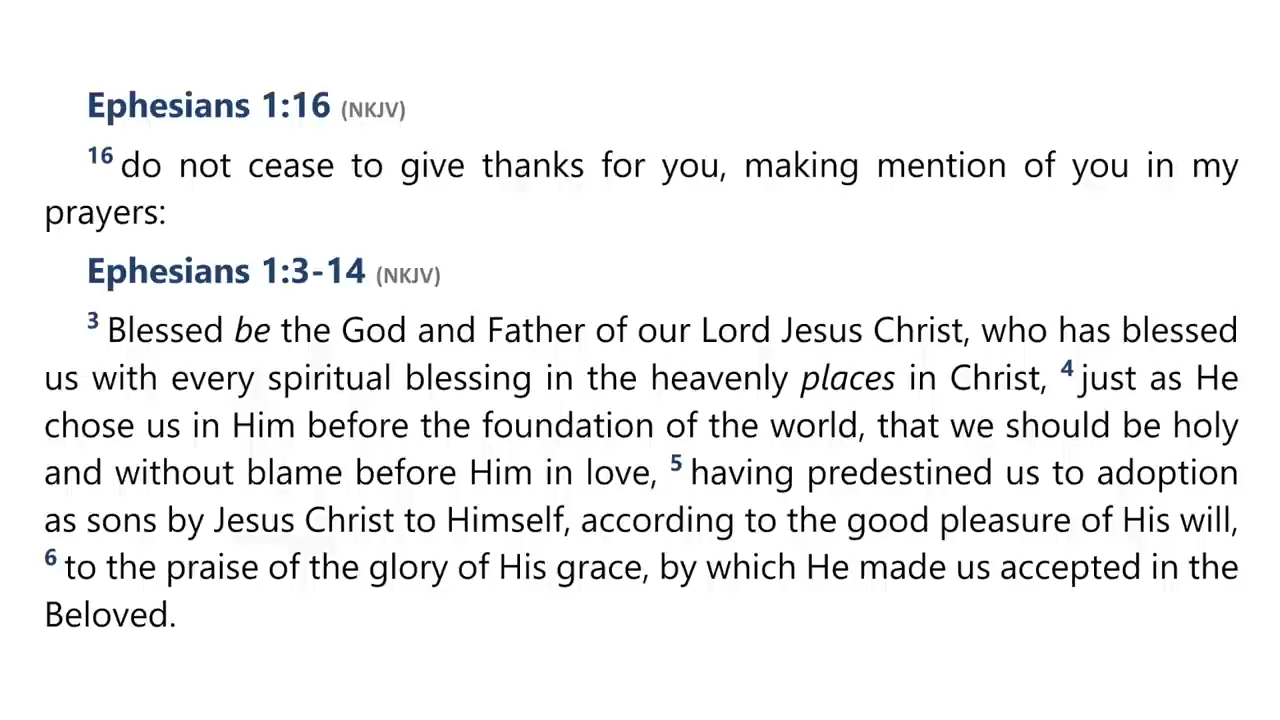 Ephesians 1:16 (NKJV)
16 do not cease to give thanks for you, making mention of you in my
prayers:
Ephesians 1:3-14 (NKJV)
3 Blessed be the God and Father of our Lord Jesus Christ, who has blessed
us with every spiritual blessing in the heavenly places in Christ, 4 just as He
chose us in Him before the foundation of the world, that we should be holy
and without blame before Him in love, 5 having predestined us to adoption
as sons by Jesus Christ to Himself, according to the good pleasure of His will,
6 to the praise of the glory of His grace, by which He made us accepted in the
Beloved.